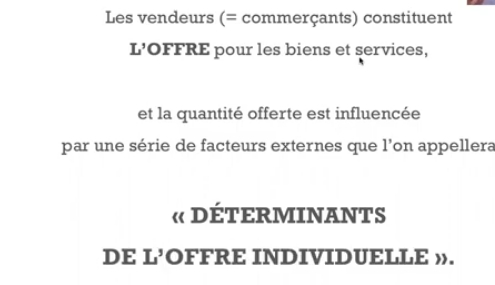 Les vendeurs (= commerçants) constituent
L'OFFRE pour les biens et services,
et la quantité offerte est influencée
par une série de facteurs externes que l'on appellera
« DÉTERMINANTS
DE L'OFFRE INDIVIDUELLE ».